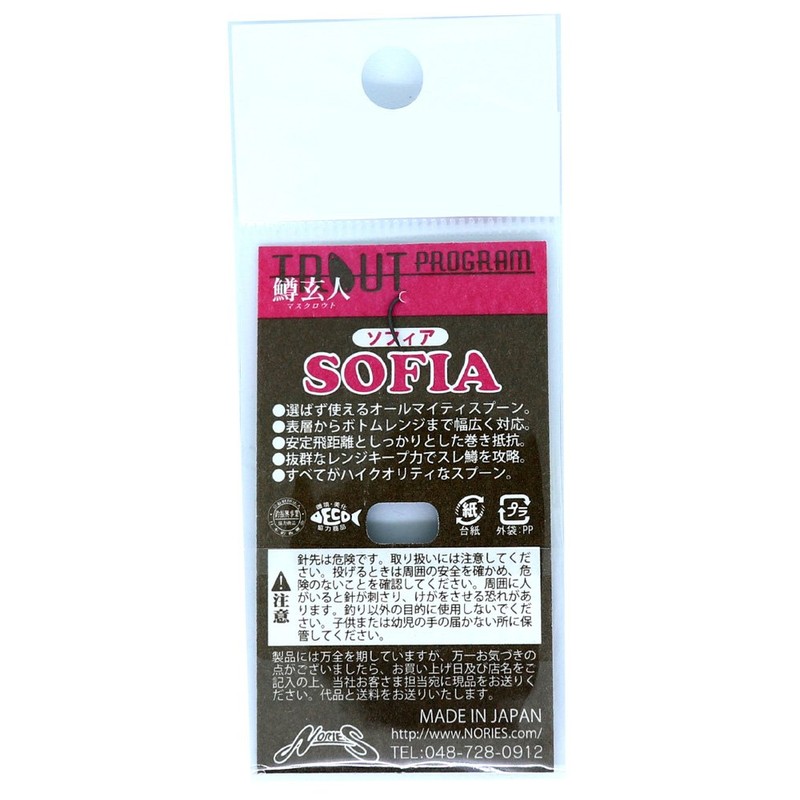 TROUT PROGRAM
鱒玄人
マスクロウト
ソフィア
SOFIA
●選ばず使えるオールマイティスプーン。
●表層からボトムレンジまで幅広く対応。
●安定飛距離としっかりとした巻き抵抗。
●抜群なレンジキープ力でスレ鱒を攻略。
●すべてがハイクオリティなスプーン。
環境・美化
ECO
協力商品
紙
台紙
プラ
外袋:PP
注意
針先は危険です。取り扱いには注意してくだ
さい。投げるときは周囲の安全を確かめ、危
険のないことを確認してください。周囲に人
がいると針が刺さり、けがをさせる恐れがあ
ります。釣り以外の目的に使用しないでくだ
さい。子供または幼児の手の届かない所に保
管してください。
製品には万全を期していますが、万一お気づきの
点がございましたら、お買い上げ日及び店名をご
記入の上、当社お客さま担当宛に現品をお送りく
ださい。代品と送料をお送りいたします。
MADE IN JAPAN
NORIES
http://www.NORIES.com/
TEL:048-728-0912